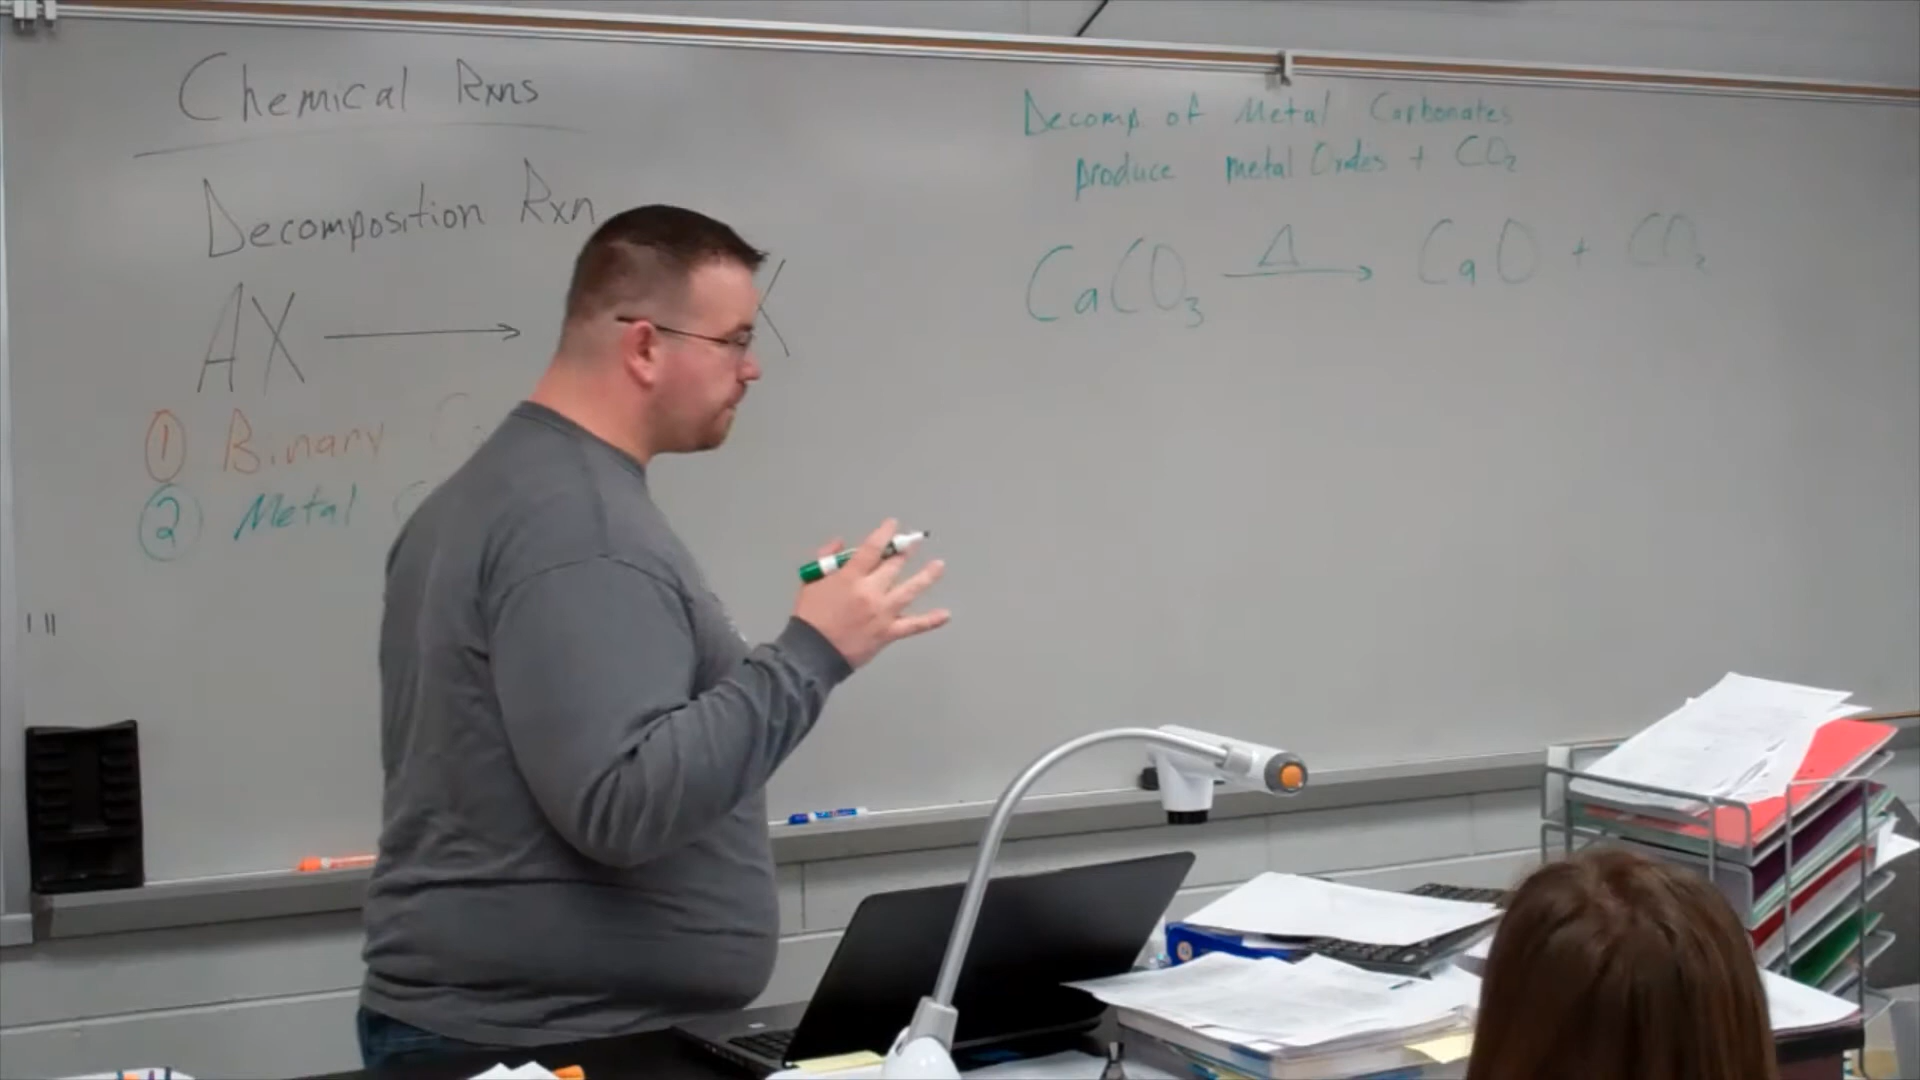 Chemical Rxns
Decomposition Rxn
AX ⟶ X
① Binary
② Metal
Decomp of Metal Carbonates
produce metal Oxides + CO₂
CaCO₃ Δ⟶ CaO + CO₂